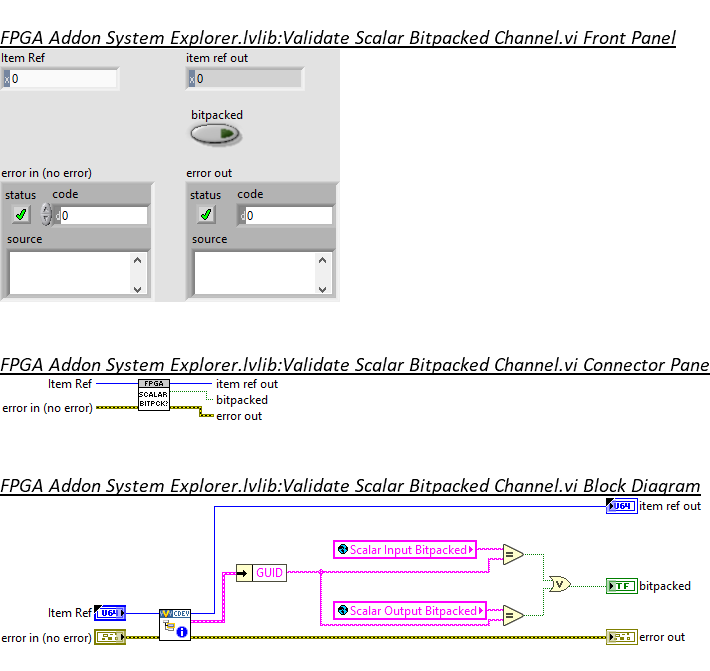 FPGA Addon System Explorer.lvlib:Validate Scalar Bitpacked Channel.vi Front Panel
Item Ref
item ref out
x 0
x 0
bitpacked
error in (no error)
error out
status code
status code
d 0
d 0
source
source
FPGA Addon System Explorer.lvlib:Validate Scalar Bitpacked Channel.vi Connector Pane
Item Ref
FPGA
item ref out
SCALAR
bitpacked
error in (no error)
BITPCK?
error out
FPGA Addon System Explorer.lvlib:Validate Scalar Bitpacked Channel.vi Block Diagram
U64
item ref out
Scalar Input Bitpacked
=
GUID
V
TF
bitpacked
Item Ref
U64
V CDEV
Scalar Output Bitpacked
=
i
error in (no error)
error out